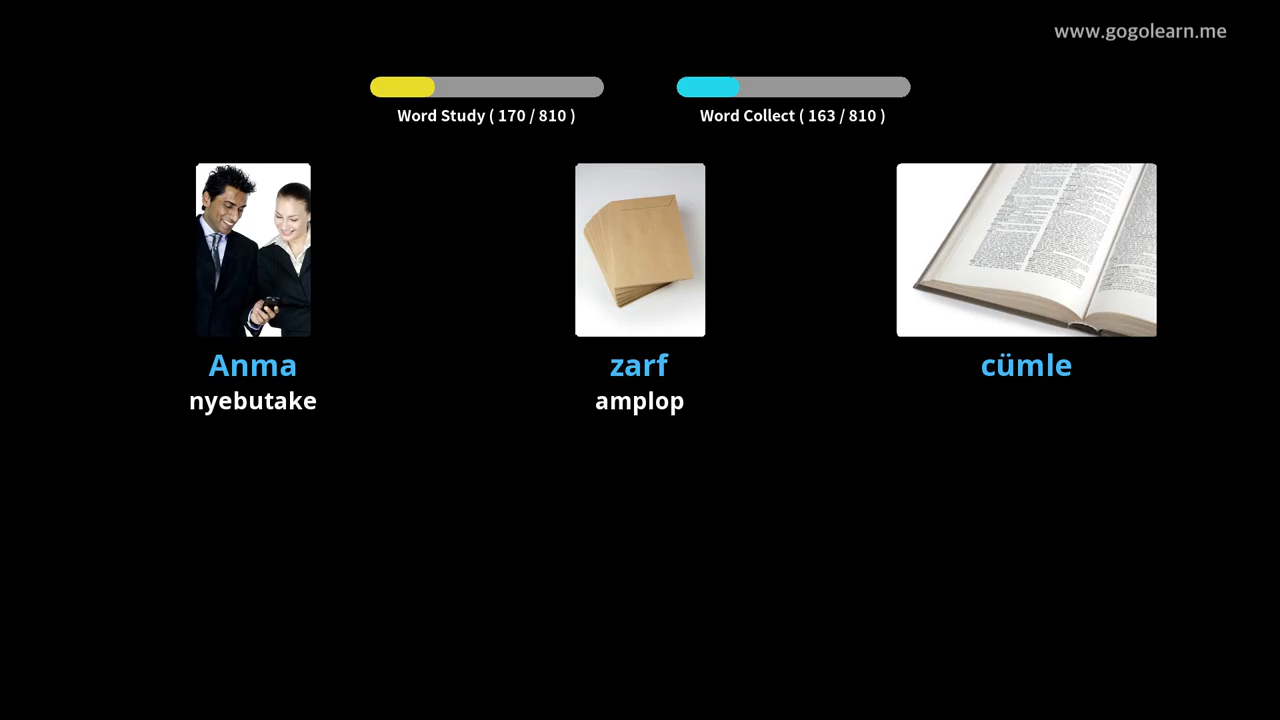 www.gogolearn.me
Word Study ( 170 / 810 )
Word Collect ( 163 / 810 )
Anma
nyebutake
zarf
amplop
cümle